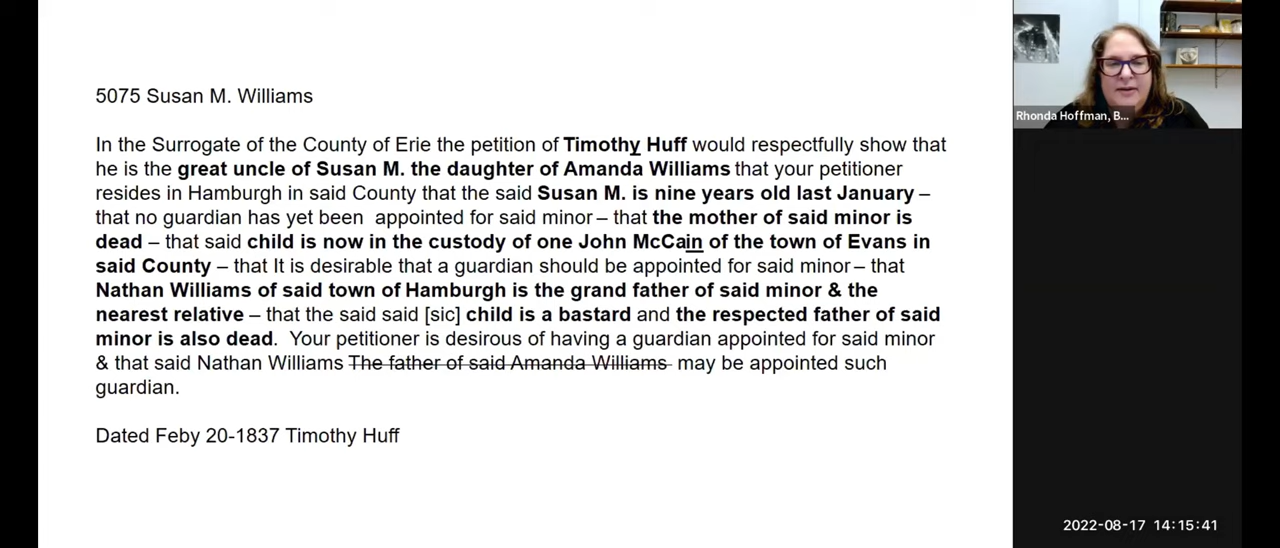 5075 Susan M. Williams
In the Surrogate of the County of Erie the petition of Timothy Huff would respectfully show that
he is the great uncle of Susan M. the daughter of Amanda Williams that your petitioner
resides in Hamburgh in said County that the said Susan M. is nine years old last January –
that no guardian has yet been appointed for said minor – that the mother of said minor is
dead – that said child is now in the custody of one John McCain of the town of Evans in
said County – that It is desirable that a guardian should be appointed for said minor – that
Nathan Williams of said town of Hamburgh is the grand father of said minor & the
nearest relative – that the said said [sic] child is a bastard and the respected father of said
minor is also dead. Your petitioner is desirous of having a guardian appointed for said minor
& that said Nathan Williams The father of said Amanda Williams may be appointed such
guardian.
Dated Feby 20-1837 Timothy Huff
Rhonda Hoffman, B...
2022-08-17 14:15:41